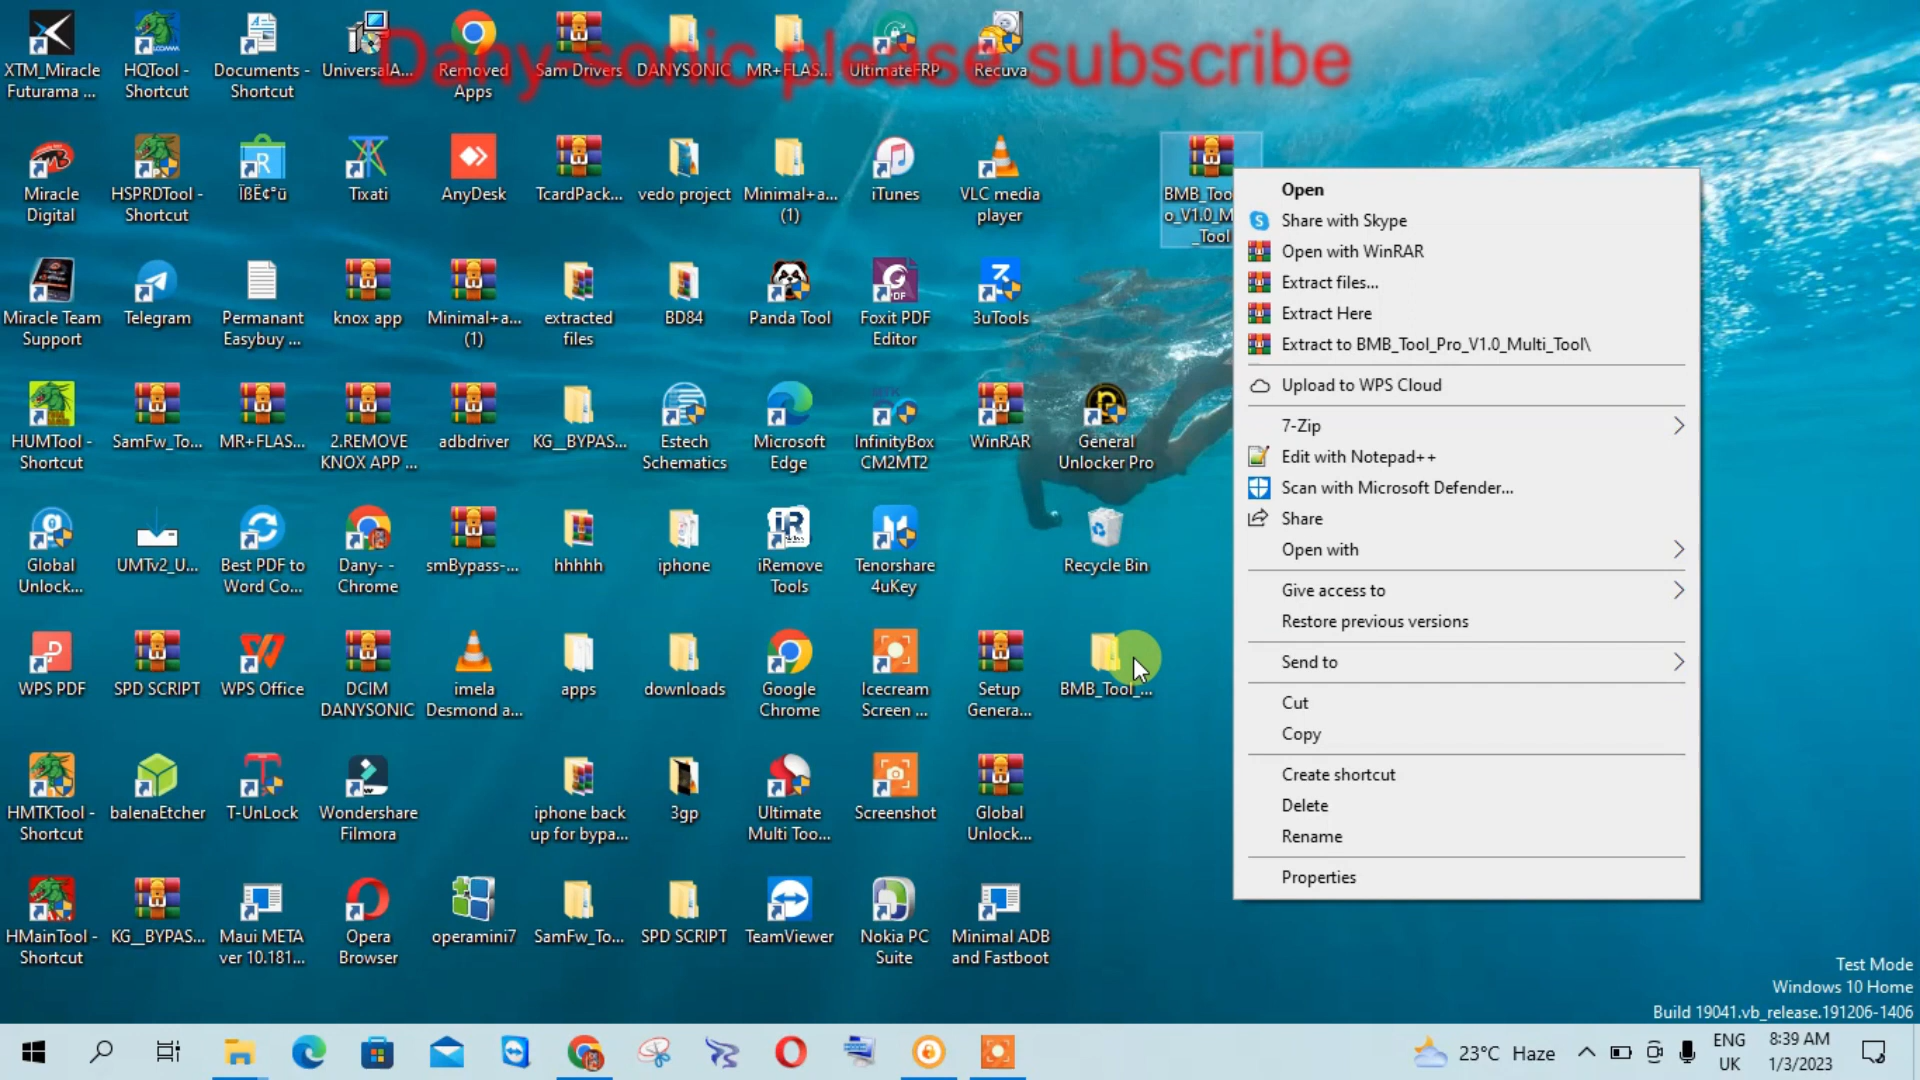 Dany-sonic please subscribe
XTM_Miracle Futurama ...
HQTool - Shortcut
Documents - Shortcut
UniversalA...
Removed Apps
Sam Drivers
DANYSONIC
MR+FLAS...
UltimateFRP
Recuva
Miracle Digital
HSPRDTool - Shortcut
ÏßË¢°ü
Tixati
AnyDesk
TcardPack...
vedo project
Minimal+a... (1)
iTunes
VLC media player
BMB_Too
o_V1.0_M
_Tool
Miracle Team Support
Telegram
Permanant Easybuy ...
knox app
Minimal+a... (1)
extracted files
BD84
Panda Tool
Foxit PDF Editor
3uTools
HUMTool - Shortcut
SamFw_To...
MR+FLAS...
2.REMOVE KNOX APP ...
adbdriver
KG__BYPAS...
Estech Schematics
Microsoft Edge
InfinityBox CM2MT2
WinRAR
General Unlocker Pro
Global Unlock...
UMTv2_U...
Best PDF to Word Co...
Dany- - Chrome
smBypass-...
hhhhh
iphone
iRemove Tools
Tenorshare 4uKey
Recycle Bin
WPS PDF
SPD SCRIPT
WPS Office
DCIM DANYSONIC
imela Desmond a...
apps
downloads
Google Chrome
Icecream Screen ...
Setup Genera...
BMB_Tool_...
HMTKTool - Shortcut
balenaEtcher
T-UnLock
Wondershare Filmora
iphone back up for bypa...
3gp
Ultimate Multi Too...
Screenshot
Global Unlock...
HMainTool - Shortcut
KG__BYPAS...
Maui META ver 10.181...
Opera Browser
operamini7
SamFw_To...
SPD SCRIPT
TeamViewer
Nokia PC Suite
Minimal ADB and Fastboot
Open
Share with Skype
Open with WinRAR
Extract files...
Extract Here
Extract to BMB_Tool_Pro_V1.0_Multi_Tool\
Upload to WPS Cloud
7-Zip
Edit with Notepad++
Scan with Microsoft Defender...
Share
Open with
Give access to
Restore previous versions
Send to
Cut
Copy
Create shortcut
Delete
Rename
Properties
Test Mode
Windows 10 Home
Build 19041.vb_release.191206-1406
23°C Haze
ENG
UK
8:39 AM
1/3/2023